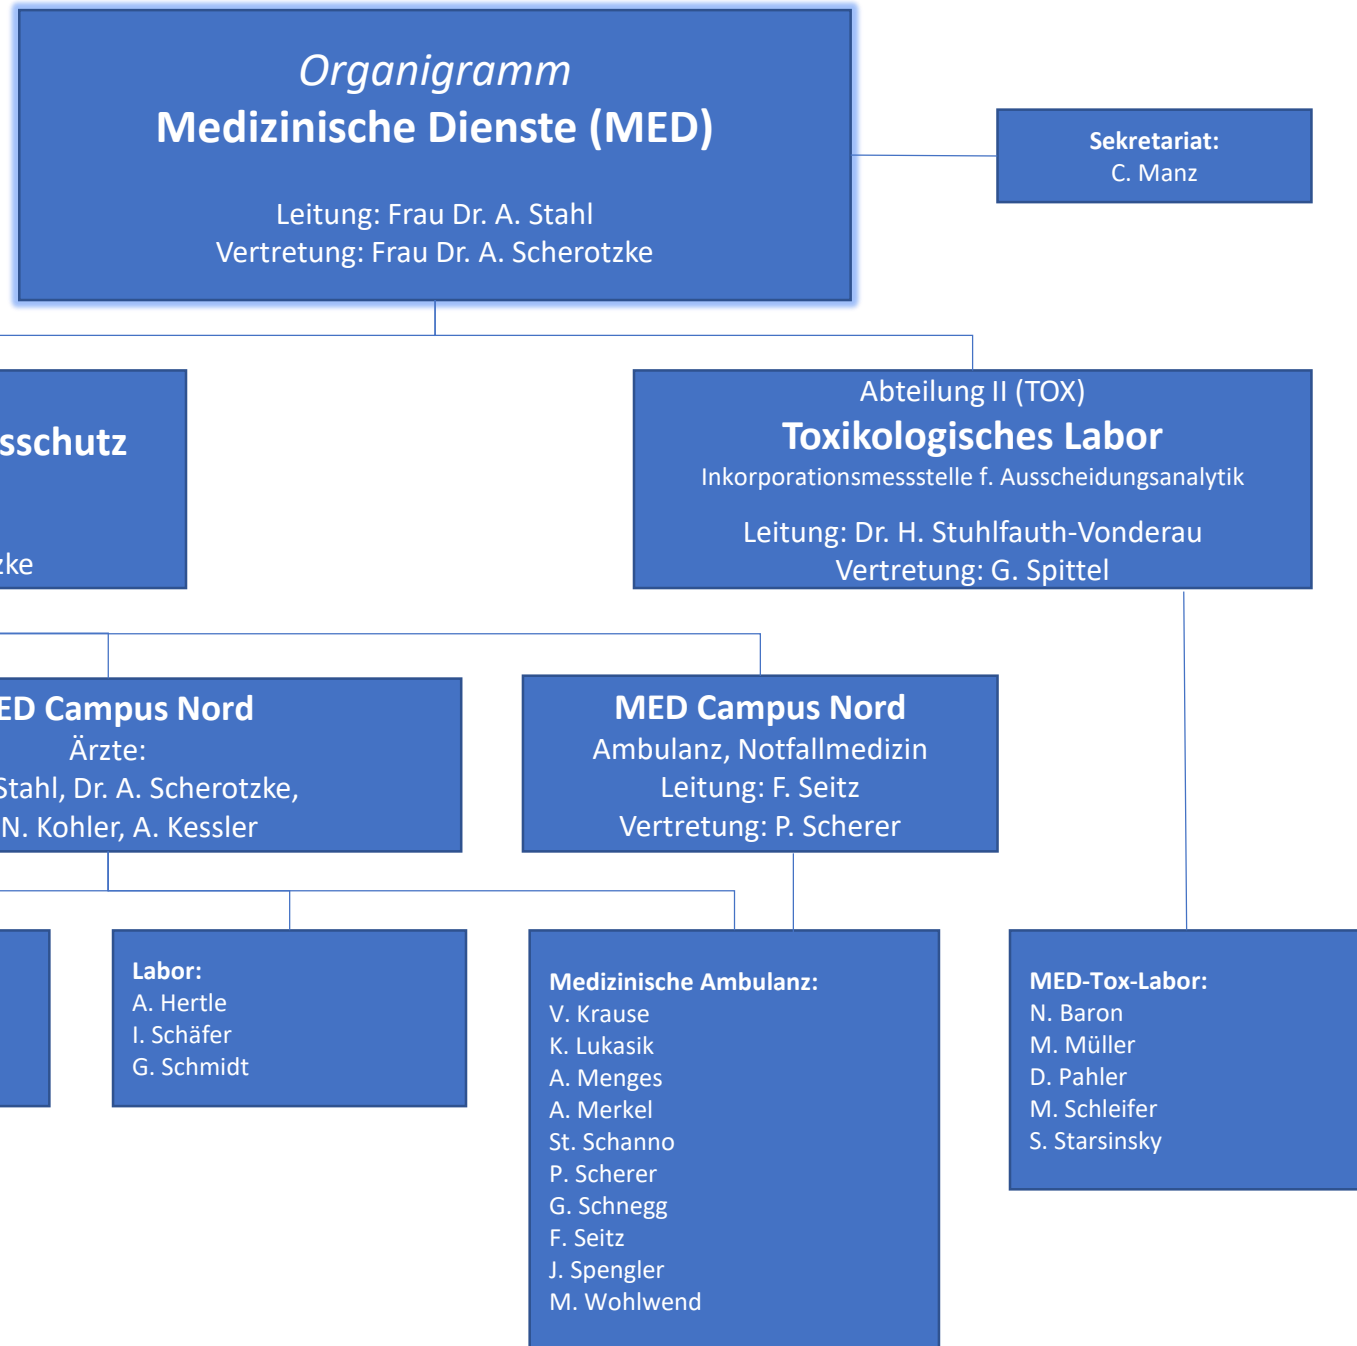 Organigramm
Medizinische Dienste (MED)
Leitung: Frau Dr. A. Stahl
Vertretung: Frau Dr. A. Scherotzke
Sekretariat:
C. Manz
sschutz
zke
Abteilung II (TOX)
Toxikologisches Labor
Inkorporationsmessstelle f. Ausscheidungsanalytik
Leitung: Dr. H. Stuhlfauth-Vonderau
Vertretung: G. Spittel
ED Campus Nord
Ärzte:
Stahl, Dr. A. Scherotzke,
N. Kohler, A. Kessler
MED Campus Nord
Ambulanz, Notfallmedizin
Leitung: F. Seitz
Vertretung: P. Scherer
Labor:
A. Hertle
I. Schäfer
G. Schmidt
Medizinische Ambulanz:
V. Krause
K. Lukasik
A. Menges
A. Merkel
St. Schanno
P. Scherer
G. Schnegg
F. Seitz
J. Spengler
M. Wohlwend
MED-Tox-Labor:
N. Baron
M. Müller
D. Pahler
M. Schleifer
S. Starsinsky